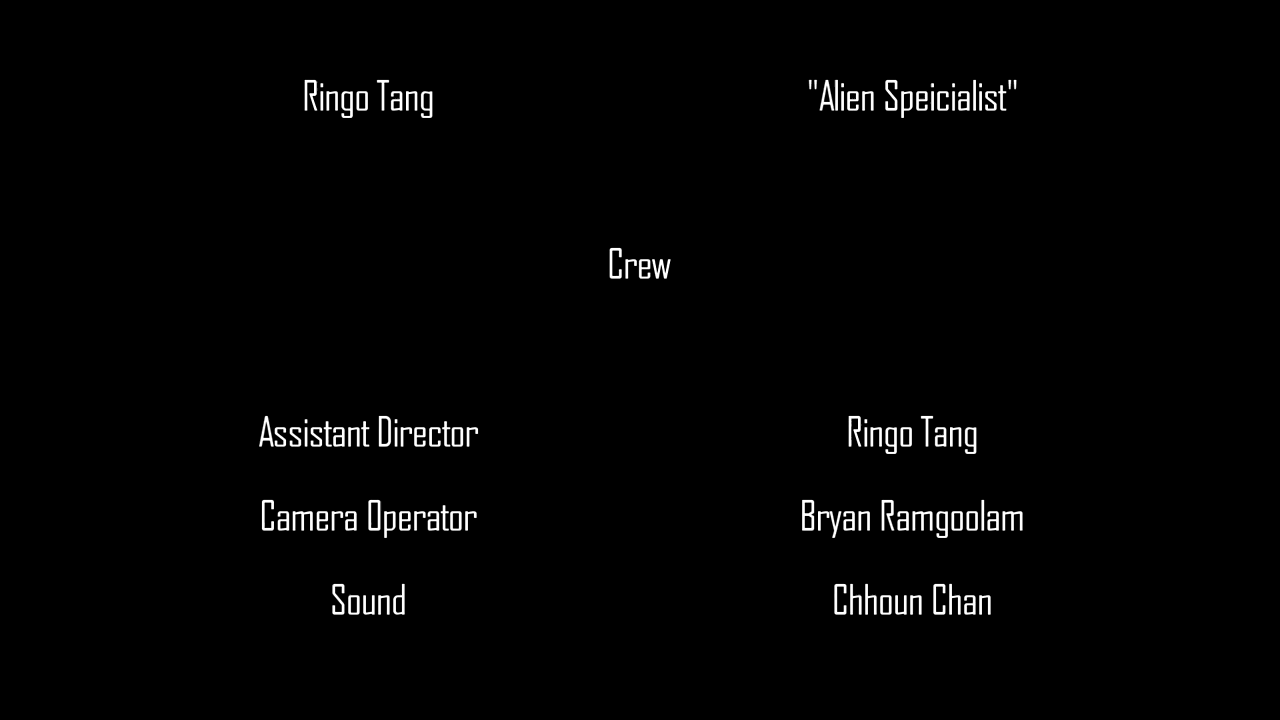 Ringo Tang "Alien Speicialist"
Crew
Assistant Director Ringo Tang
Camera Operator Bryan Ramgoolam
Sound Chhoun Chan